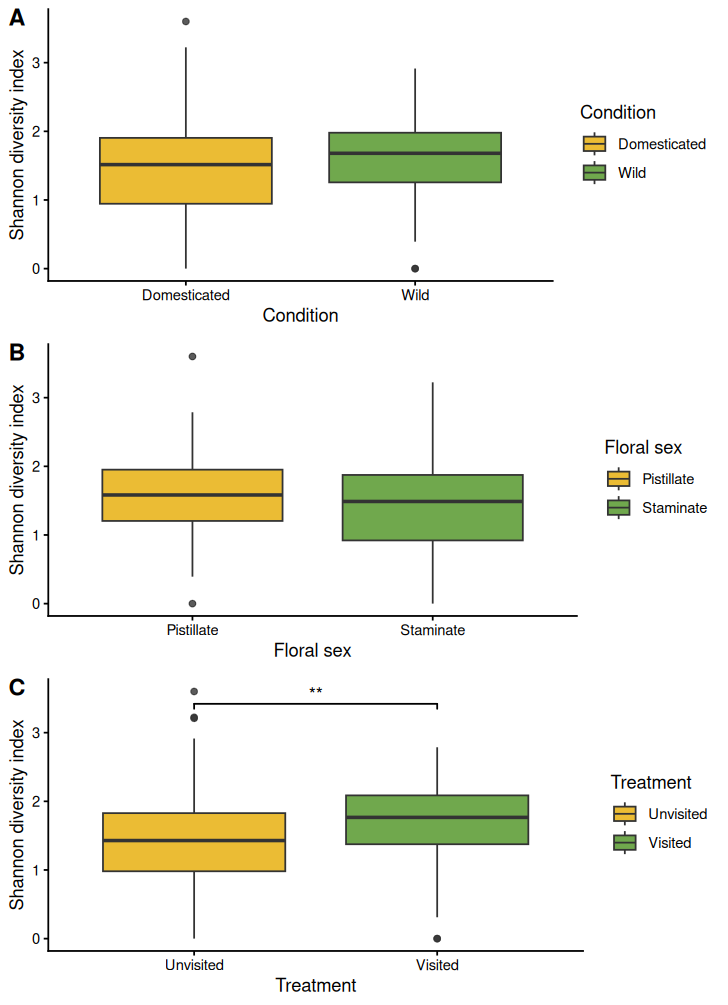 A
Shannon diversity index
3
2
1
0
Domesticated Wild
Condition
Condition
Domesticated
Wild
B
Shannon diversity index
3
2
1
0
Pistillate Staminate
Floral sex
Floral sex
Pistillate
Staminate
C
Shannon diversity index
3
2
1
0
**
Unvisited Visited
Treatment
Treatment
Unvisited
Visited